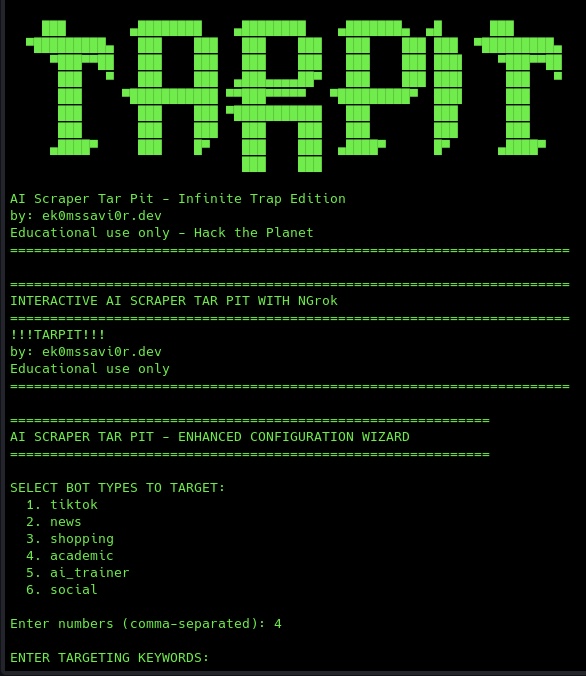 TARPIT
AI Scraper Tar Pit - Infinite Trap Edition
by: ek0mssavi0r.dev
Educational use only - Hack the Planet
======================================================================
======================================================================
INTERACTIVE AI SCRAPER TAR PIT WITH NGrok
======================================================================
!!!TARPIT!!!
by: ek0mssavi0r.dev
Educational use only
======================================================================
============================================================
AI SCRAPER TAR PIT - ENHANCED CONFIGURATION WIZARD
============================================================
SELECT BOT TYPES TO TARGET:
1. tiktok
2. news
3. shopping
4. academic
5. ai_trainer
6. social
Enter numbers (comma-separated): 4
ENTER TARGETING KEYWORDS: